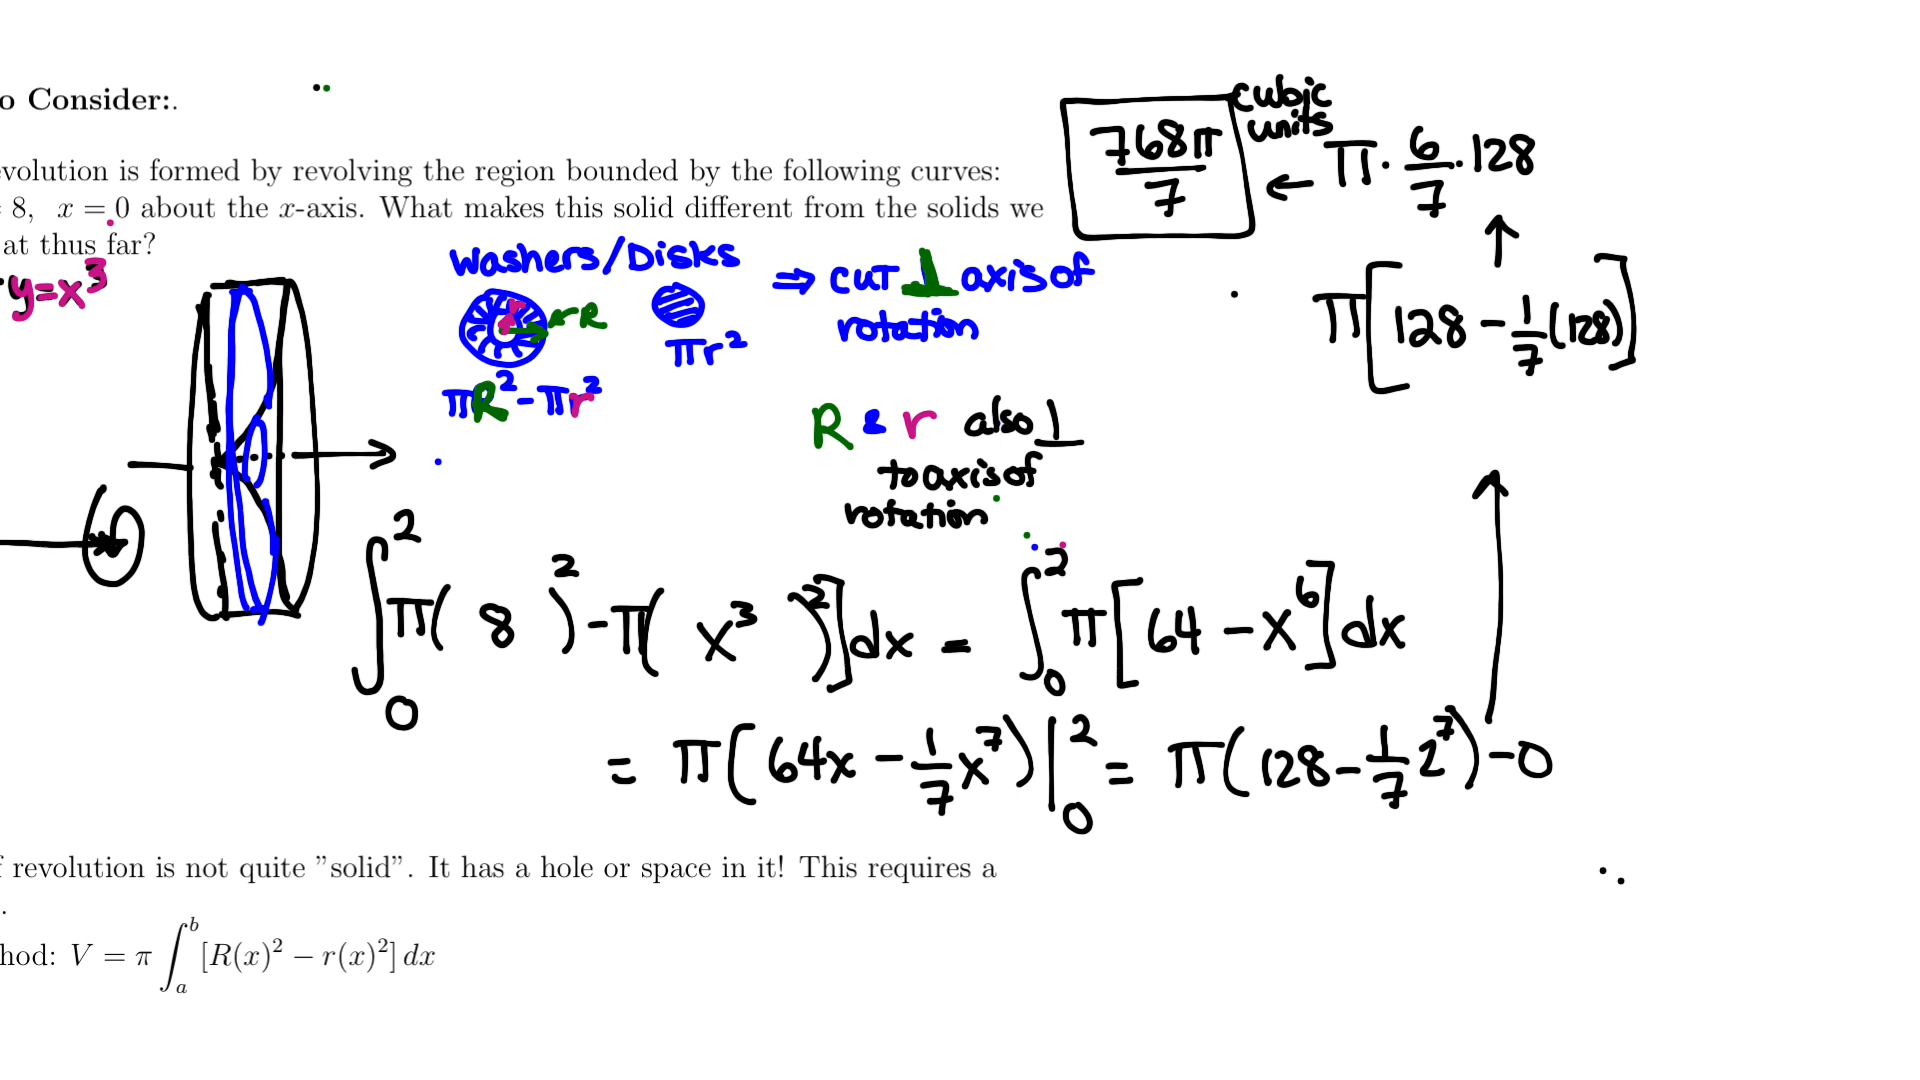 o Consider:.
evolution is formed by revolving the region bounded by the following curves:
= 8, x = 0 about the x-axis. What makes this solid different from the solids we
at thus far?
y=x³
Washers/Disks ⇒ cut ⊥ axis of
rotation
r R
πR² - πr² πr²
R & r also ⊥
to axis of
rotation
∫₀² π( 8 )² - π( x³ )²] dx = ∫₀² π[64 - x⁶] dx
= π(64x - 1/7 x⁷)|₀² = π(128 - 1/7 2⁷) - 0
π[128 - 1/7 (128)]
π · 6/7 · 128
← 768π/7 cubic
units
f revolution is not quite ”solid”. It has a hole or space in it! This requires a
.
hod: V = π ∫ₐᵇ [R(x)² − r(x)²] dx